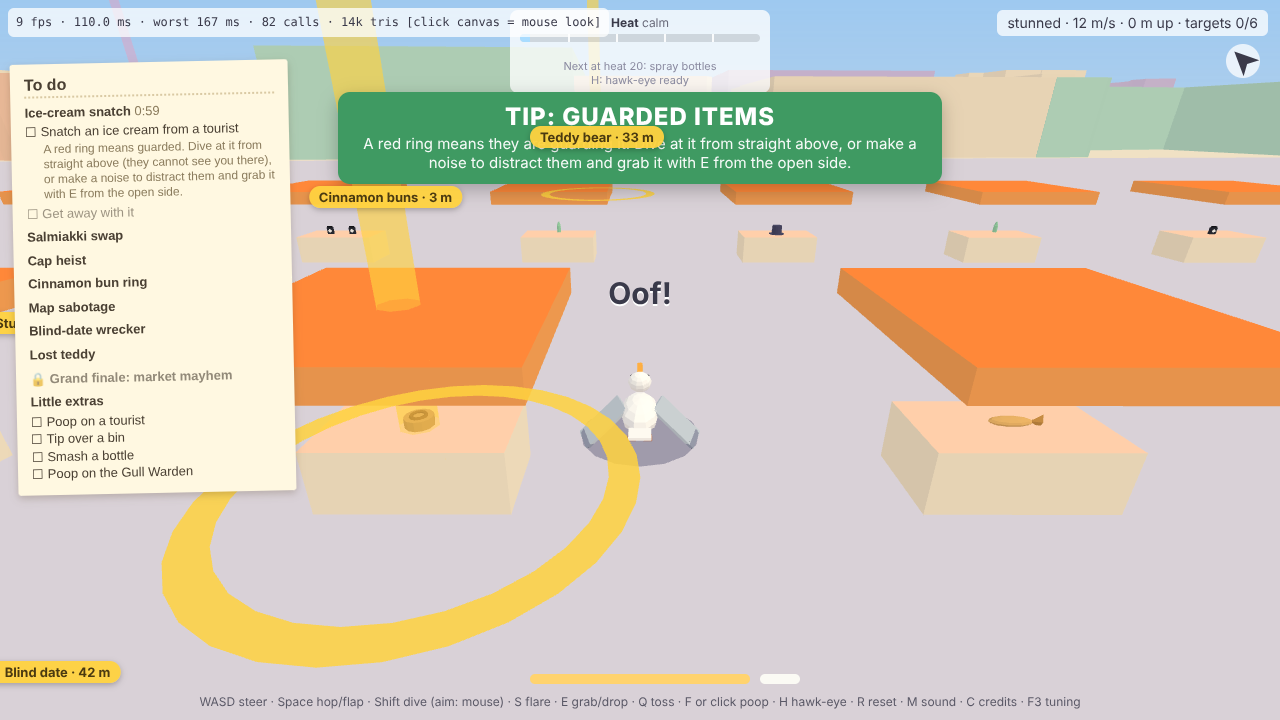 9 fps · 110.0 ms · worst 167 ms · 82 calls · 14k tris [click canvas = mouse look]
Heat calm
Next at heat 20: spray bottles
H: hawk-eye ready
stunned · 12 m/s · 0 m up · targets 0/6
TIP: GUARDED ITEMS
Teddy bear · 33 m
A red ring means they are guarding it. Dive at it from straight above, or make a
noise to distract them and grab it with E from the open side.
Cinnamon buns · 3 m
To do
Ice-cream snatch 0:59
☐ Snatch an ice cream from a tourist
A red ring means guarded. Dive at it from
straight above (they cannot see you there),
or make a noise to distract them and grab it
with E from the open side.
☐ Get away with it
Salmiakki swap
Cap heist
Cinnamon bun ring
Map sabotage
Blind-date wrecker
Lost teddy
🔒 Grand finale: market mayhem
Little extras
☐ Poop on a tourist
☐ Tip over a bin
☐ Smash a bottle
☐ Poop on the Gull Warden
Oof!
Blind date · 42 m
WASD steer · Space hop/flap · Shift dive (aim: mouse) · S flare · E grab/drop · Q toss · F or click poop · H hawk-eye · R reset · M sound · C credits · F3 tuning